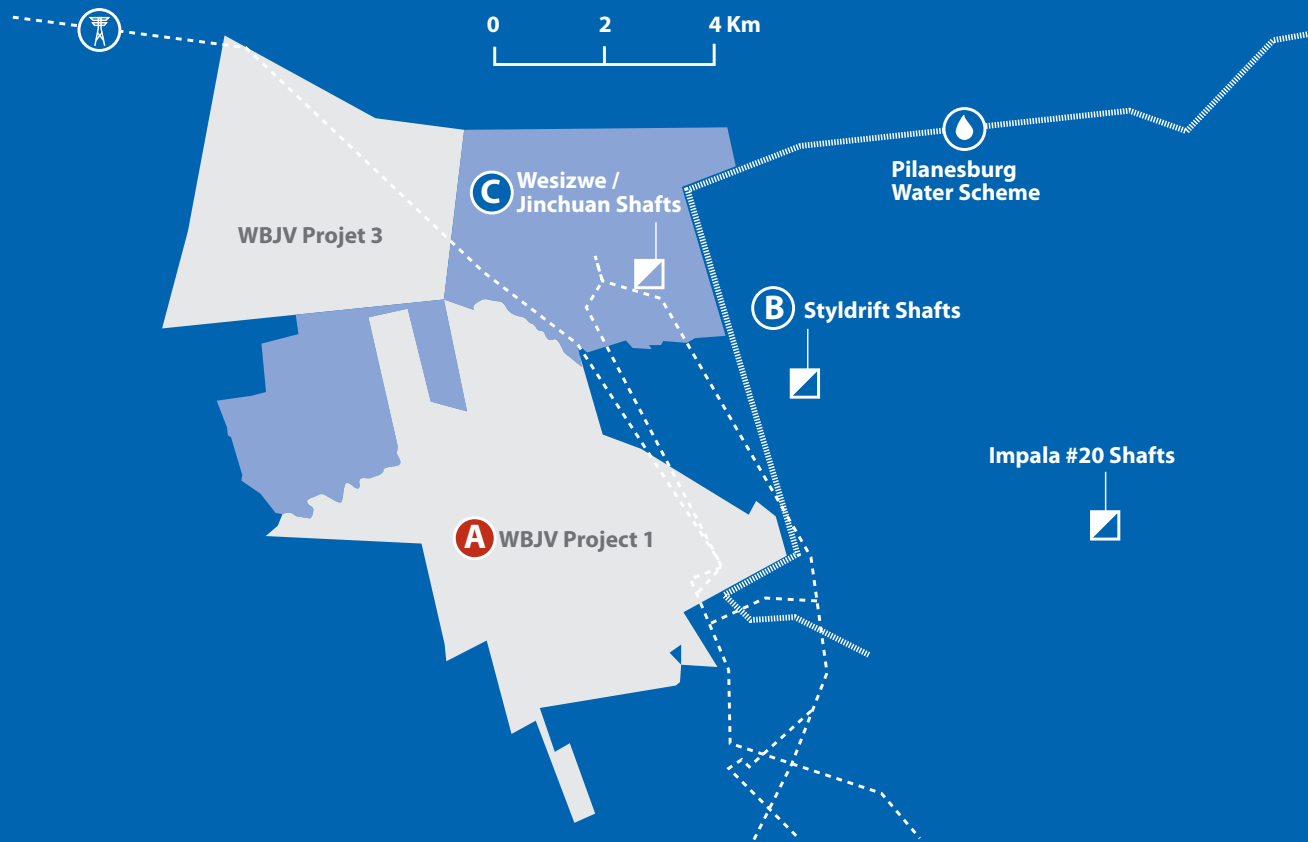 0 2 4 Km
Pilanesburg
Water Scheme
C Wesizwe /
Jinchuan Shafts
WBJV Projet 3
B Styldrift Shafts
Impala #20 Shafts
A WBJV Project 1